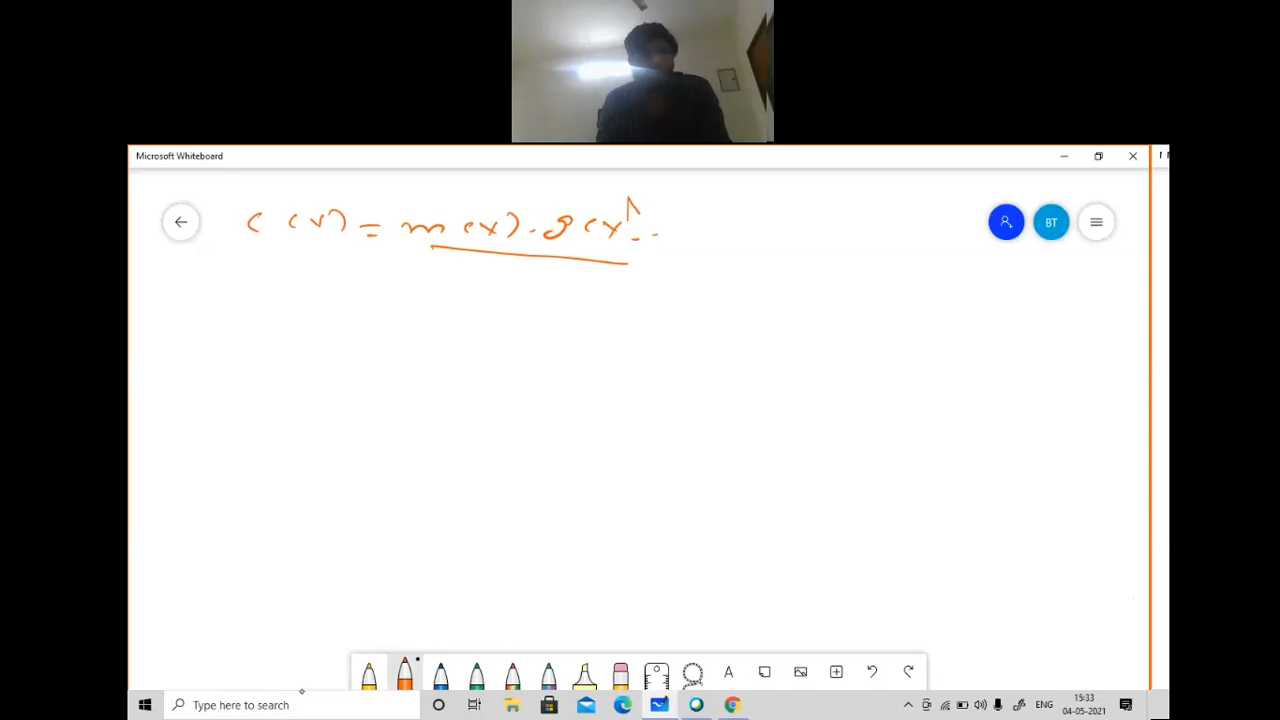 Microsoft Whiteboard
C(x) = m(x).g(x)
BT
A
Type here to search
ENG
15:33
04-05-2021